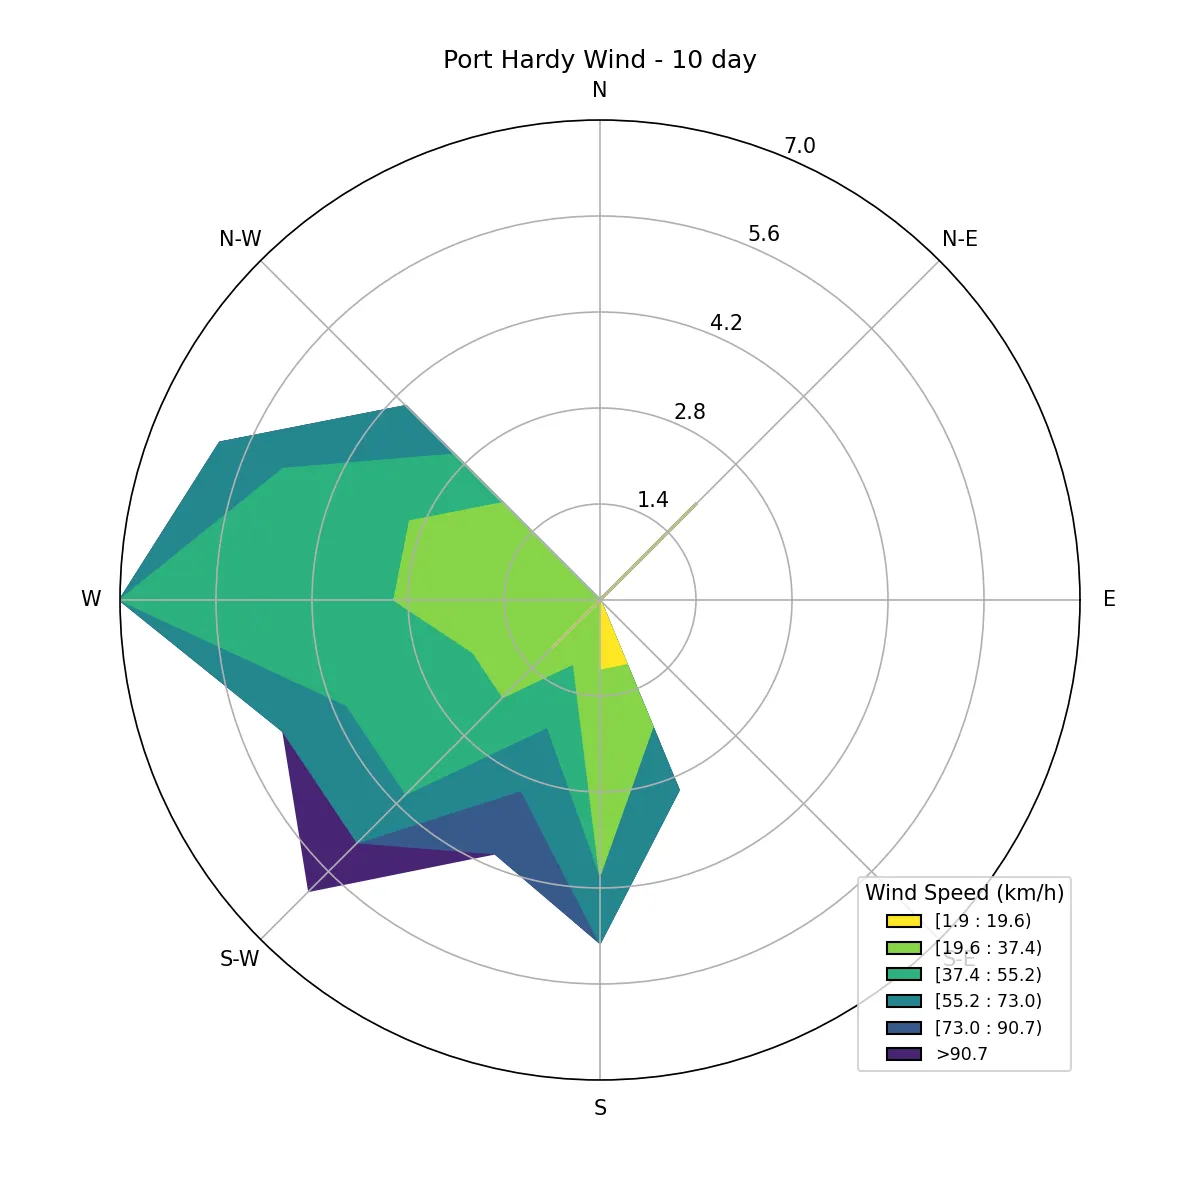 Port Hardy Wind - 10 day
N
7.0
N-W
5.6
N-E
4.2
2.8
1.4
W
E
S-W
S-E
S
Wind Speed (km/h)
[1.9 : 19.6)
[19.6 : 37.4)
[37.4 : 55.2)
[55.2 : 73.0)
[73.0 : 90.7)
>90.7